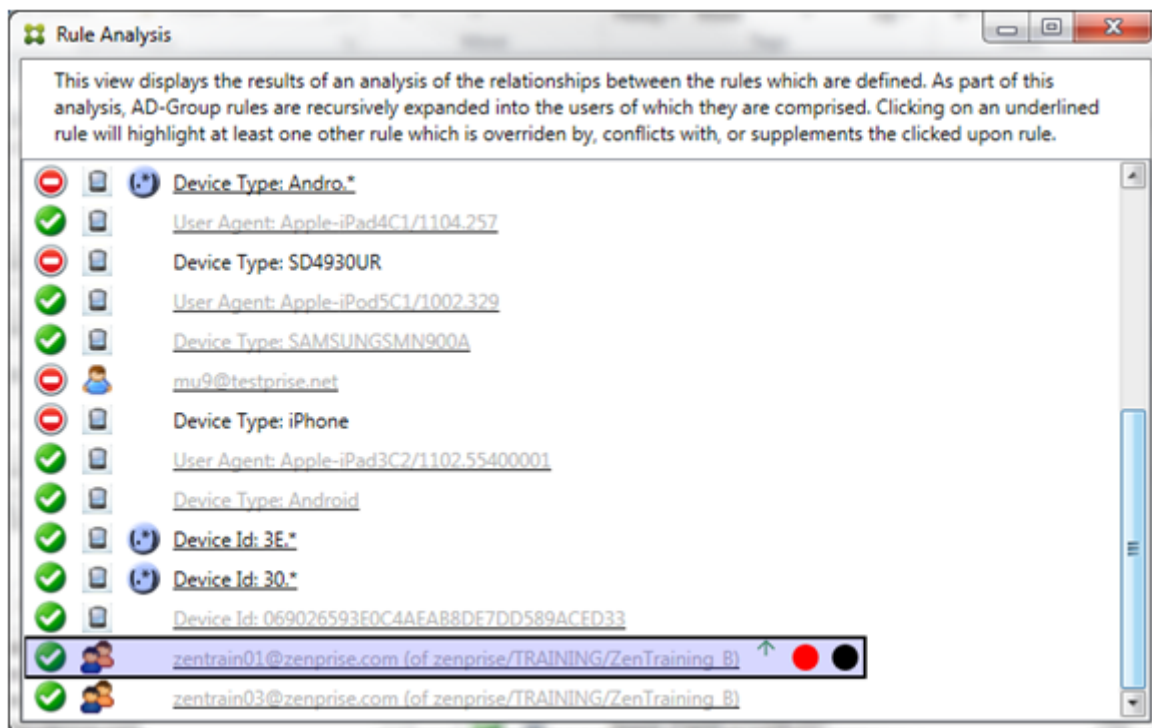 Rule Analysis
This view displays the results of an analysis of the relationships between the rules which are defined. As part of this
analysis, AD-Group rules are recursively expanded into the users of which they are comprised. Clicking on an underlined
rule will highlight at least one other rule which is overriden by, conflicts with, or supplements the clicked upon rule.
(.*) Device Type: Andro.*
User Agent: Apple-iPad4C1/1104.257
Device Type: SD4930UR
User Agent: Apple-iPod5C1/1002.329
Device Type: SAMSUNGSMN900A
mu9@testprise.net
Device Type: iPhone
User Agent: Apple-iPad3C2/1102.55400001
Device Type: Android
(.*) Device Id: 3E.*
(.*) Device Id: 30.*
Device Id: 069026593E0C4AEAB8DE7DD589ACED33
zentrain01@zenprise.com (of zenprise/TRAINING/ZenTraining_B)
zentrain03@zenprise.com (of zenprise/TRAINING/ZenTraining_B)